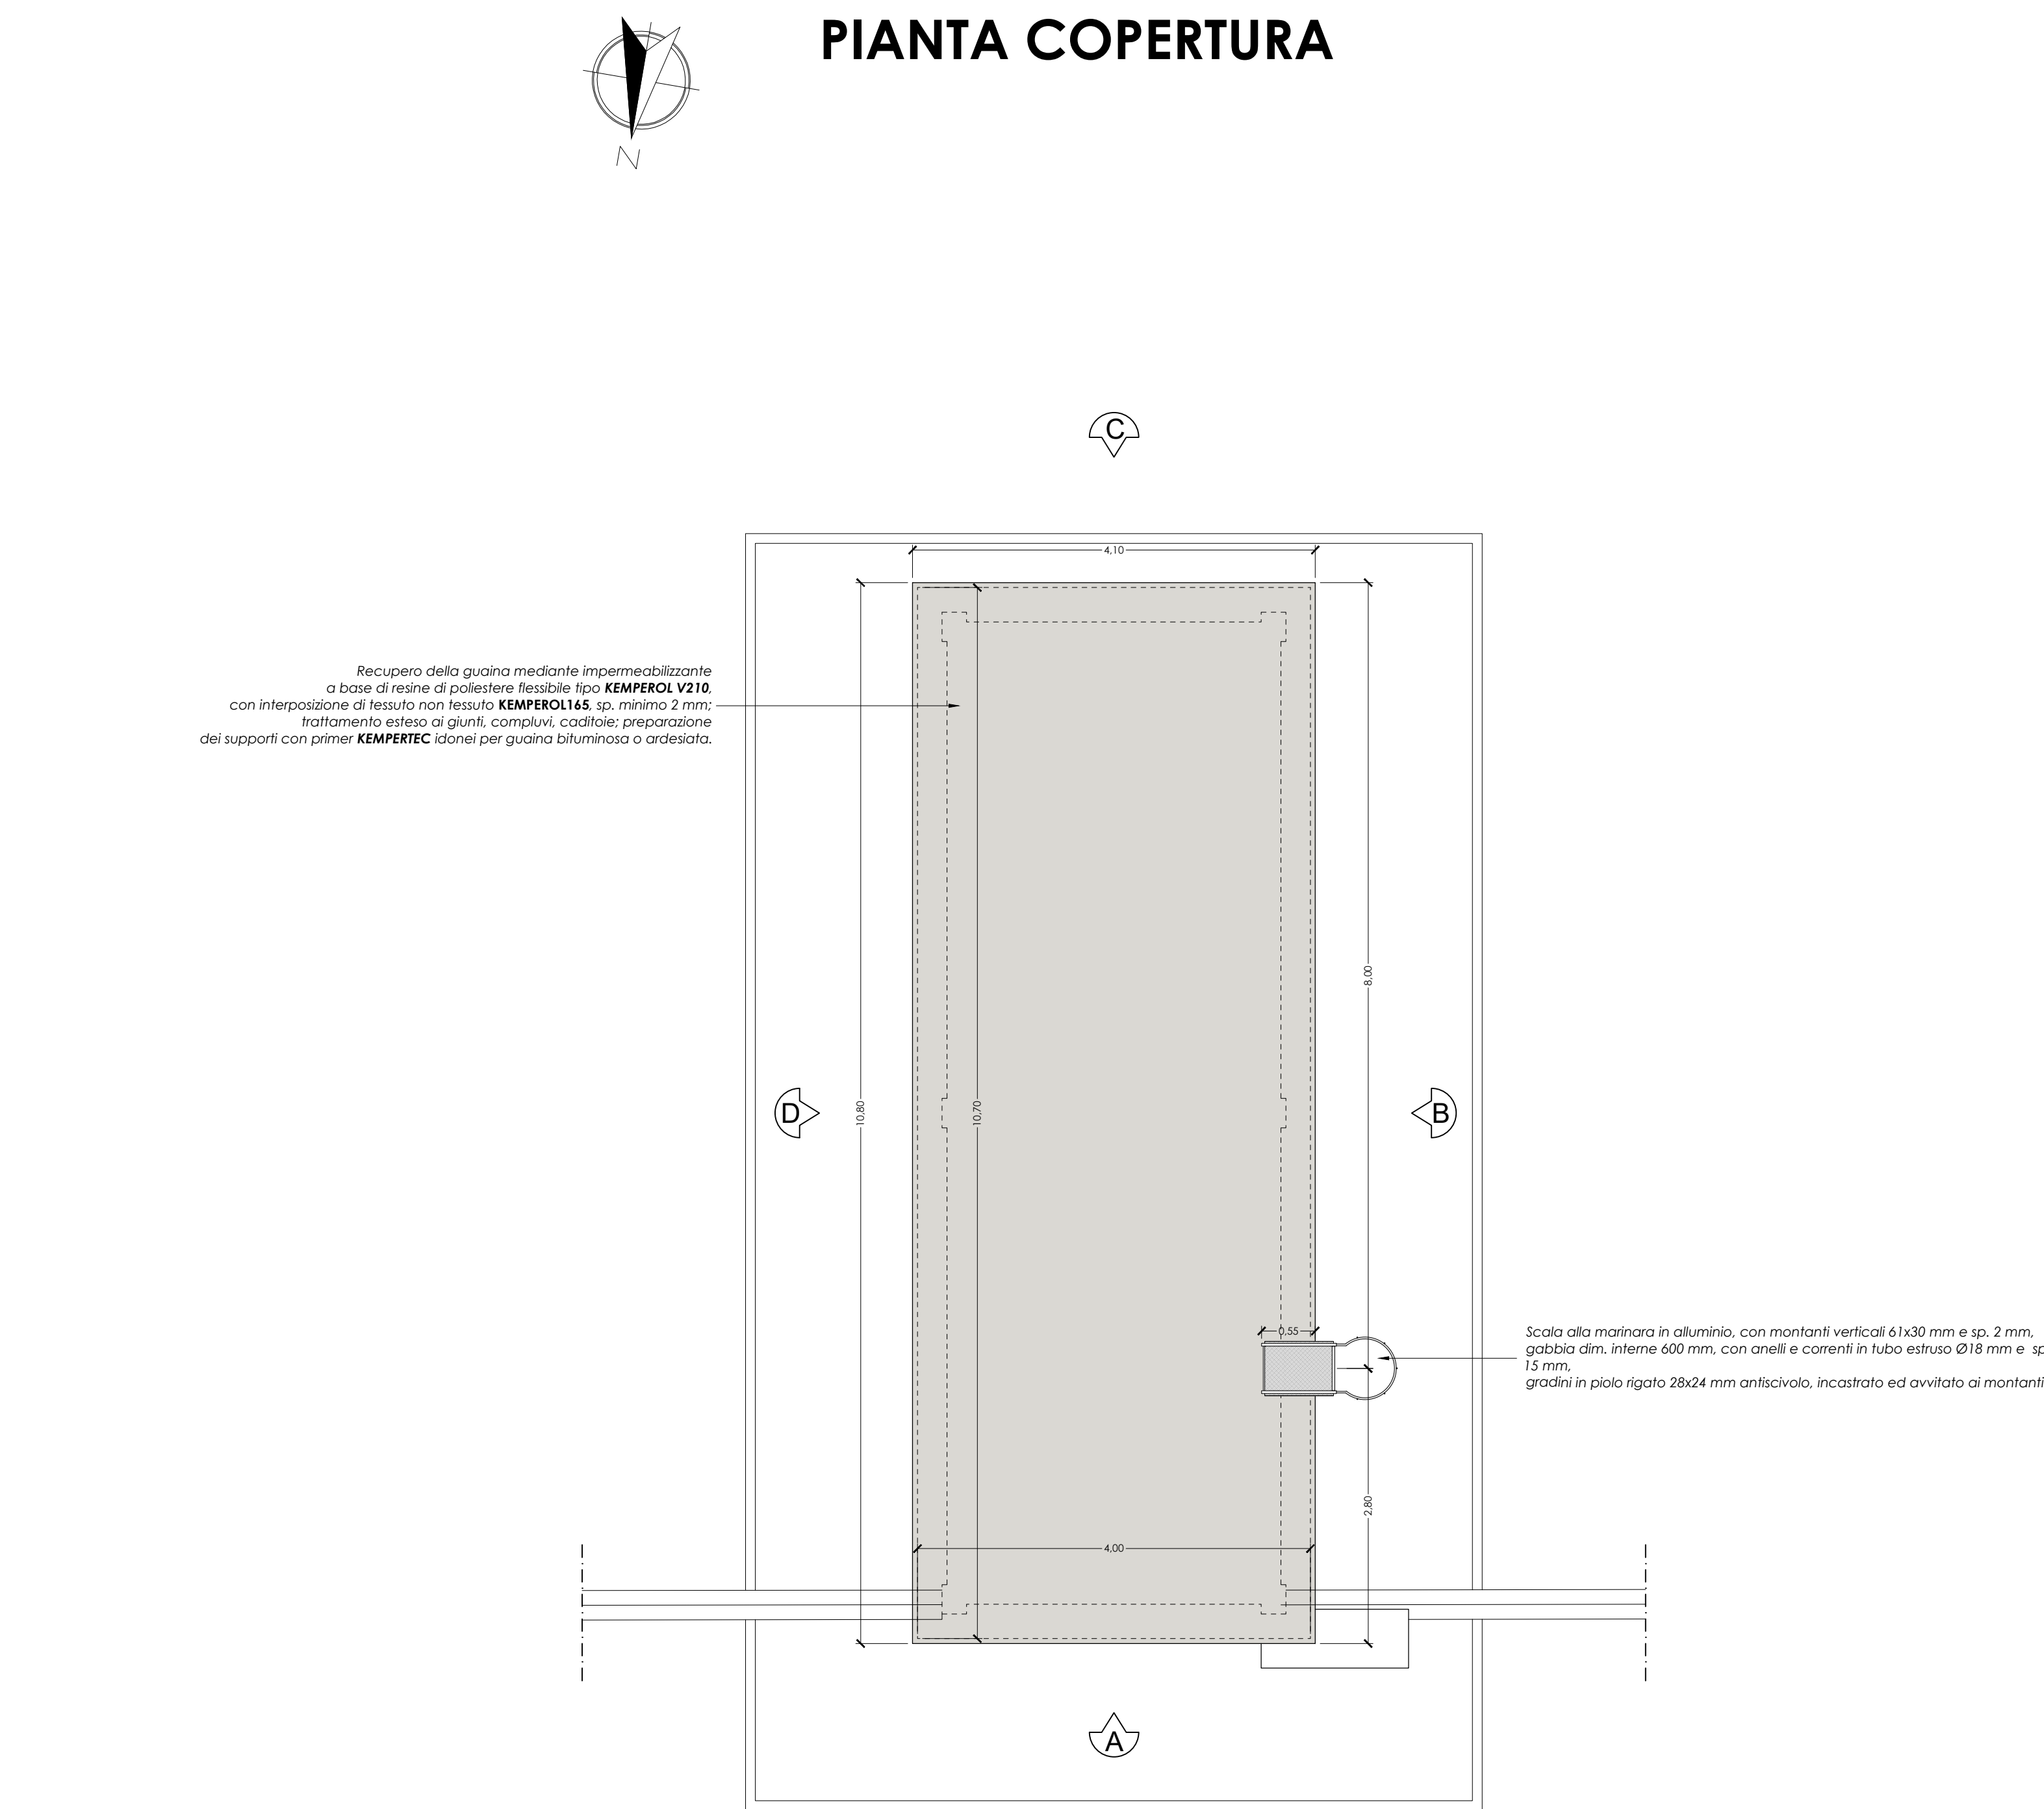 PIANTA COPERTURA
N
C
4,10
Recupero della guaina mediante impermeabilizzante
a base di resine di poliestere flessibile tipo KEMPEROL V210,
con interposizione di tessuto non tessuto KEMPEROL165, sp. minimo 2 mm;
trattamento esteso ai giunti, compluvi, caditoie; preparazione
dei supporti con primer KEMPERTEC idonei per guaina bituminosa o ardesiata.
8,00
D
10,80
10,70
B
0,55
Scala alla marinara in alluminio, con montanti verticali 61x30 mm e sp. 2 mm,
gabbia dim. interne 600 mm, con anelli e correnti in tubo estruso Ø18 mm e sp
15 mm,
gradini in piolo rigato 28x24 mm antiscivolo, incastrato ed avvitato ai montanti
2,80
4,00
A